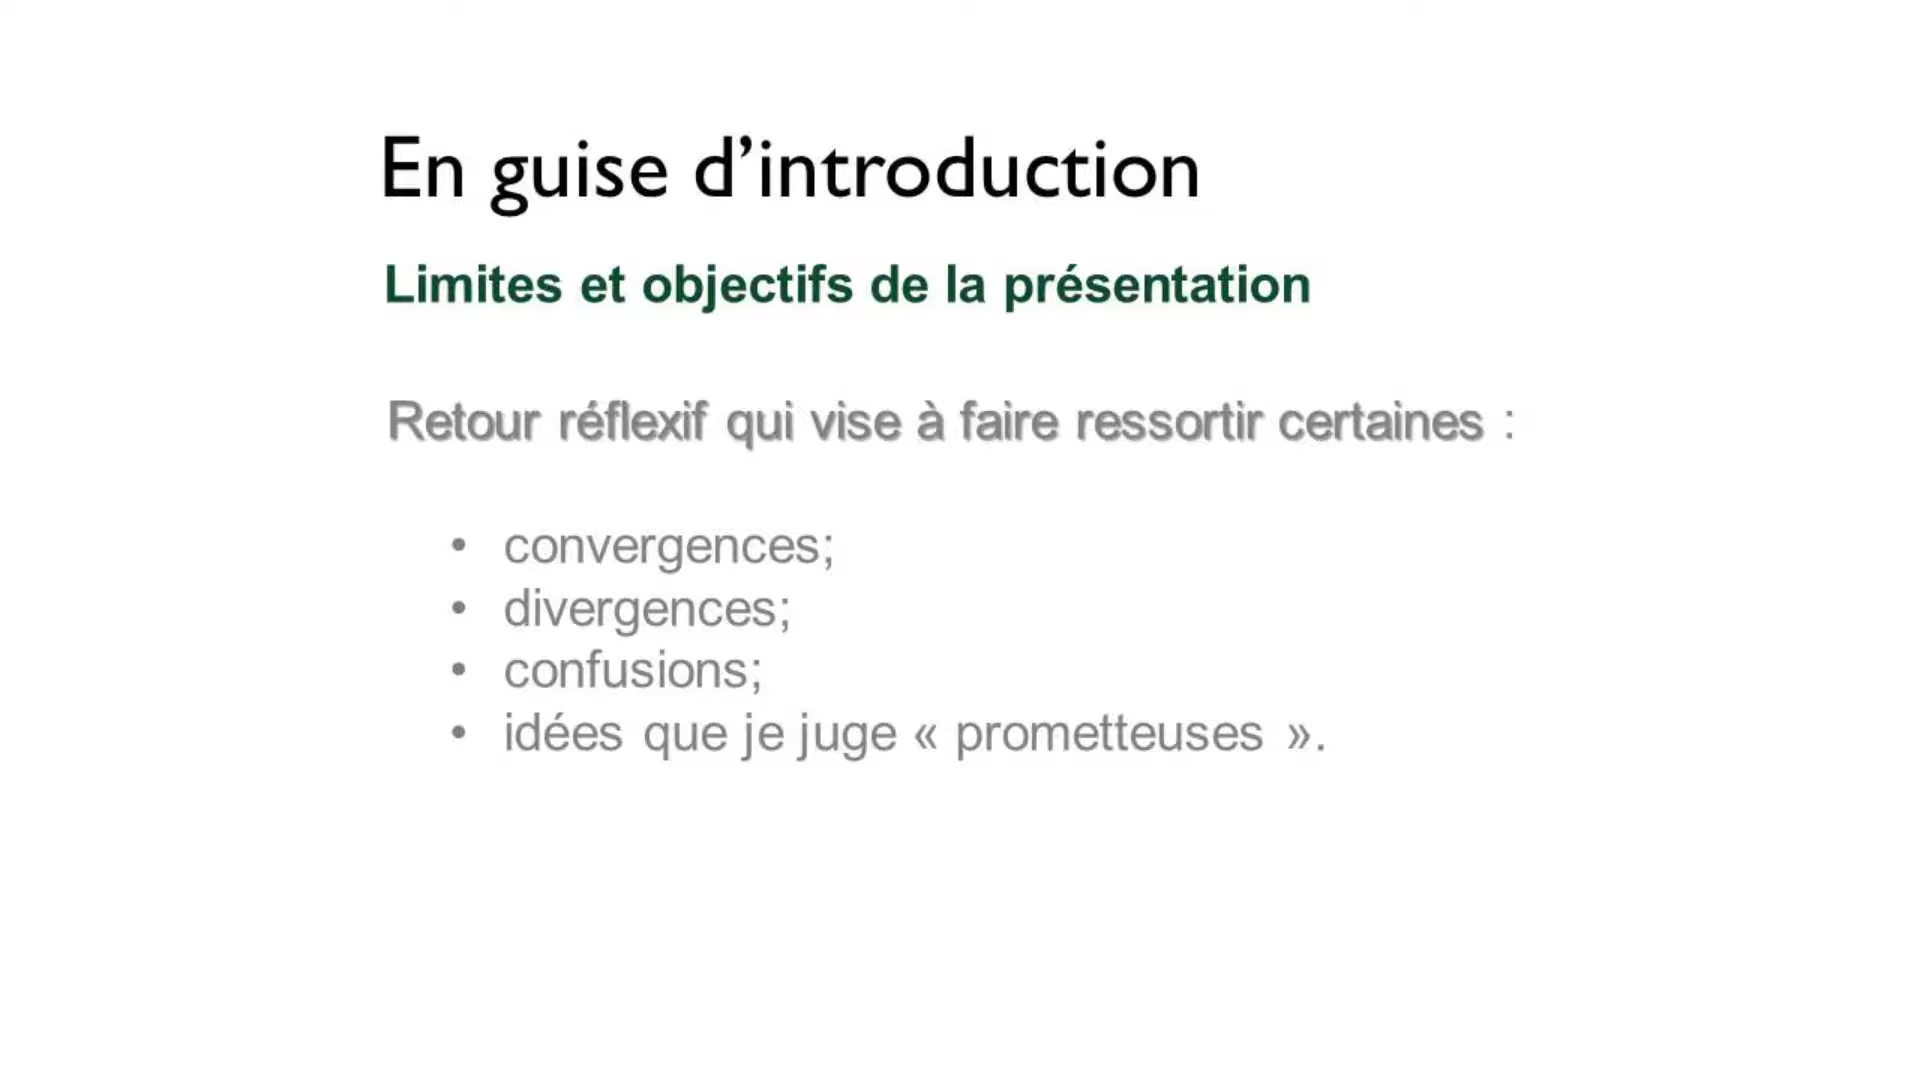 En guise d’introduction
Limites et objectifs de la présentation
Retour réflexif qui vise à faire ressortir certaines :
• convergences;
• divergences;
• confusions;
• idées que je juge « prometteuses ».